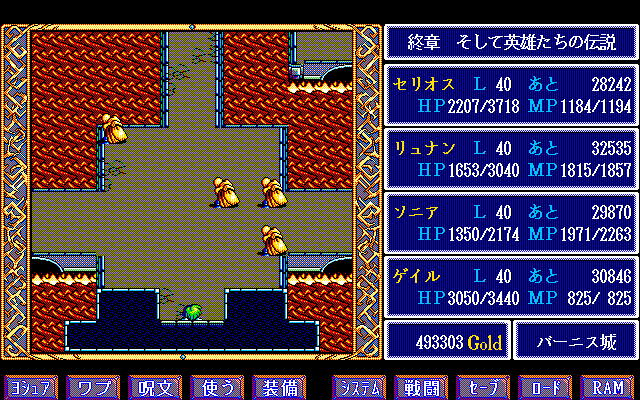 終章 そして英雄たちの伝説
セリオス L 40 あと 28242
HP2207/3718 MP1184/1194
リュナン L 40 あと 32535
HP1653/3040 MP1815/1857
ソニア L 40 あと 29870
HP1350/2174 MP1971/2263
ゲイル L 40 あと 30846
HP3050/3440 MP 825/ 825
493303 Gold
パーニス城
ヨシュア ワプ 呪文 使う 装備 システム 戦闘 セーブ ロード RAM